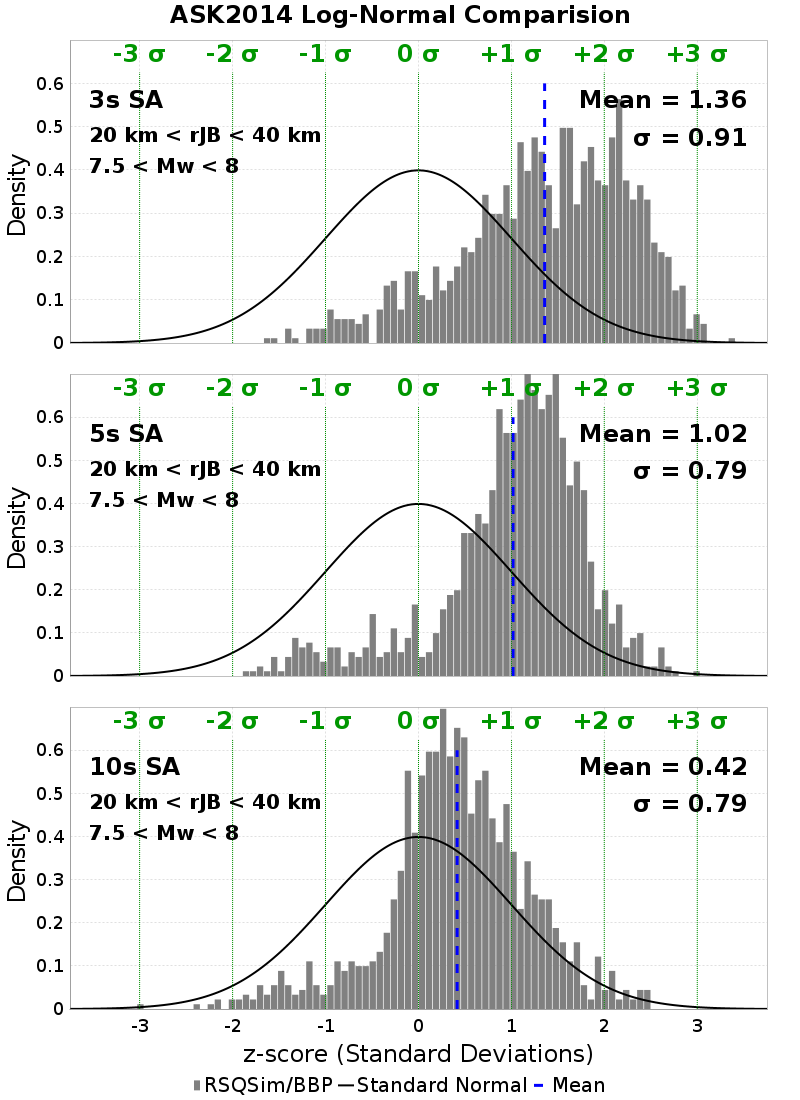 ASK2014 Log-Normal Comparision
-3 σ -2 σ -1 σ 0 σ +1 σ +2 σ +3 σ
3s SA
20 km < rJB < 40 km
7.5 < Mw < 8
Mean = 1.36
σ = 0.91
Density
0.6
0.5
0.4
0.3
0.2
0.1
0
-3 σ -2 σ -1 σ 0 σ +1 σ +2 σ +3 σ
5s SA
20 km < rJB < 40 km
7.5 < Mw < 8
Mean = 1.02
σ = 0.79
Density
0.6
0.5
0.4
0.3
0.2
0.1
0
-3 σ -2 σ -1 σ 0 σ +1 σ +2 σ +3 σ
10s SA
20 km < rJB < 40 km
7.5 < Mw < 8
Mean = 0.42
σ = 0.79
Density
0.6
0.5
0.4
0.3
0.2
0.1
0
-3 -2 -1 0 1 2 3
z-score (Standard Deviations)
RSQSim/BBP Standard Normal Mean